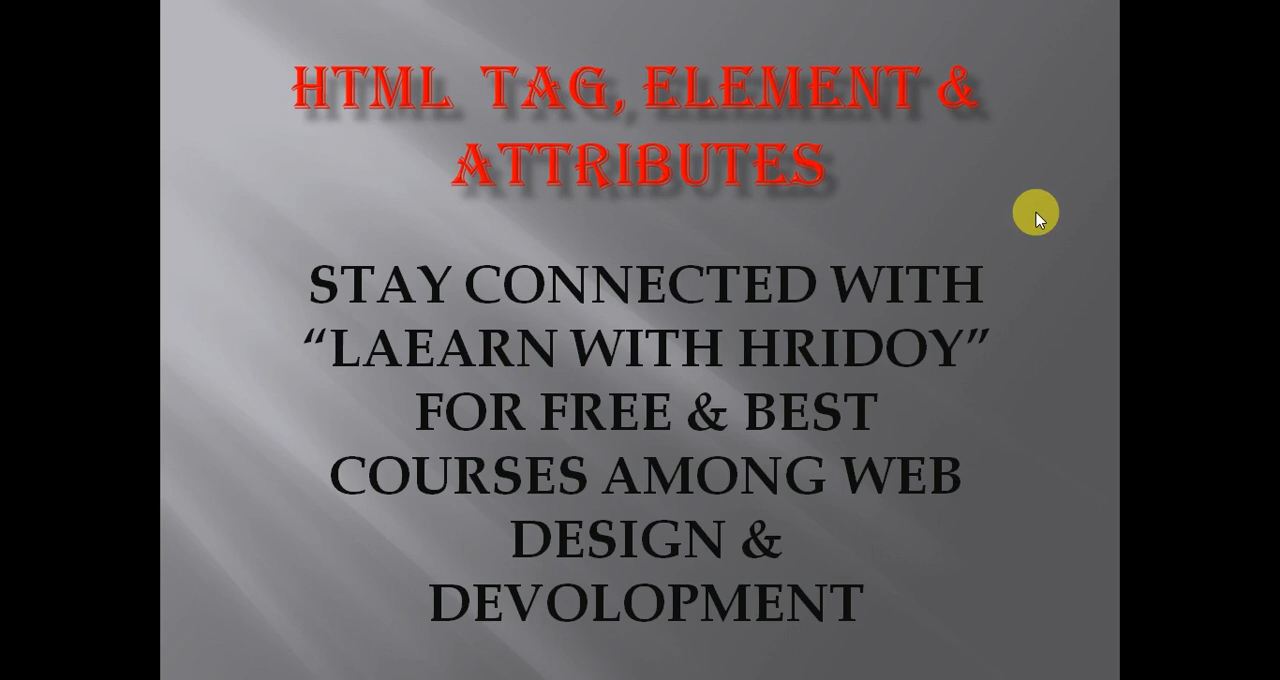 HTML TAG, ELEMENT &
ATTRIBUTES
STAY CONNECTED WITH
“LAEARN WITH HRIDOY”
FOR FREE & BEST
COURSES AMONG WEB
DESIGN &
DEVOLOPMENT